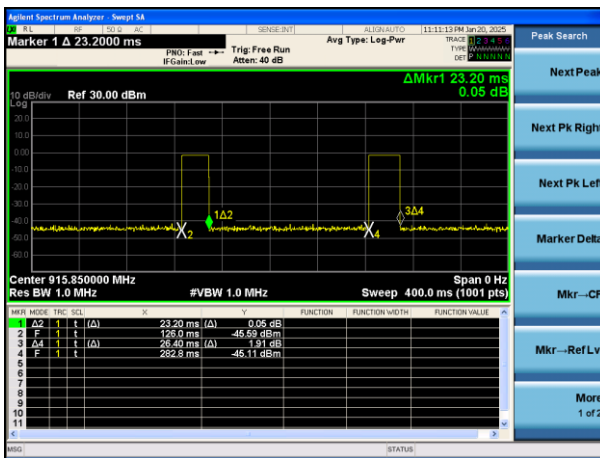 Agilent Spectrum Analyzer - Swept SA
RL RF 50 Ω AC SENSE:INT ALIGNAUTO 11:11:13 PM Jan 20, 2025
Marker 1 Δ 23.2000 ms
PNO: Fast
IFGain:Low
Trig: Free Run
Atten: 40 dB
Avg Type: Log-Pwr
TRACE 1 2 3 4 5 6
TYPE
DET P N N N N N
ΔMkr1 23.20 ms
0.05 dB
10 dB/div Ref 30.00 dBm
Log
20.0
10.0
0.00
-10.0
-20.0
-30.0
-40.0
-50.0
-60.0
1Δ2
2
3Δ4
4
Center 915.850000 MHz Span 0 Hz
Res BW 1.0 MHz #VBW 1.0 MHz Sweep 400.0 ms (1001 pts)
MKR MODE TRC SCL X Y FUNCTION FUNCTION WIDTH FUNCTION VALUE
1 Δ2 1 t (Δ) 23.20 ms (Δ) 0.05 dB
2 F 1 t 126.0 ms -45.59 dBm
3 Δ4 1 t (Δ) 26.40 ms (Δ) 1.91 dB
4 F 1 t 282.8 ms -45.11 dBm
5
6
7
8
9
10
11
MSG STATUS
Peak Search
Next Peak
Next Pk Right
Next Pk Left
Marker Delta
Mkr→CF
Mkr→Ref Lv
More
1 of 2